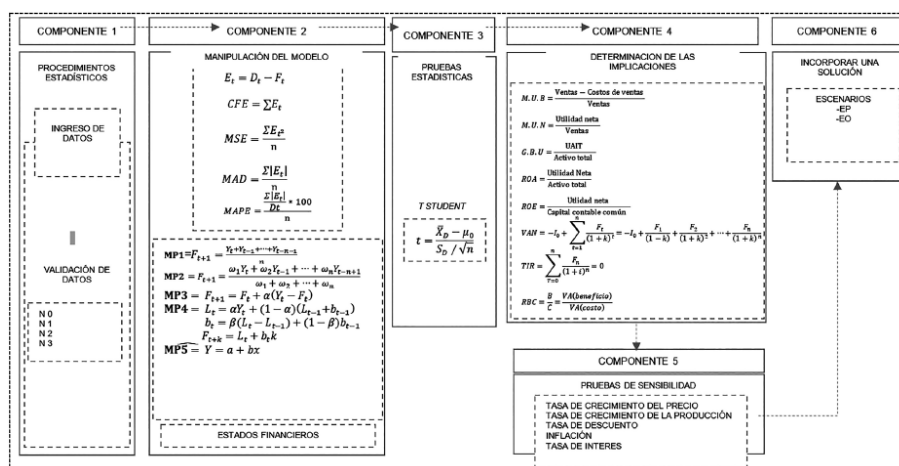 COMPONENTE 1
PROCEDIMIENTOS
ESTADÍSTICOS
INGRESO DE
DATOS
VALIDACIÓN DE
DATOS
N 0
N 1
N 2
N 3
COMPONENTE 2
MANIPULACIÓN DEL MODELO
E_t = D_t − F_t
CFE = ∑E_t
MSE = ΣE_t² / n
MAD = Σ|E_t| / n
MAPE = (Σ|E_t| / Dt * 100) / n
MP1=F_{t+1} = (Y_t+Y_{t−1}+⋯+Y_{t−n−1}) / n
MP2 = F_{t+1} = (ω_1Y_t + ω_2Y_{t−1} + ⋯ + ω_nY_{t−n+1}) / (ω_1 + ω_2 + ⋯ + ω_n)
MP3 = F_{t+1} = F_t + α(Y_t − F_t)
MP4 = L_t = αY_t + (1 − α)(L_{t−1}+b_{t−1})
b_t = β(L_t − L_{t−1}) + (1 − β)b_{t−1}
F_{t+k} = L_t + b_tk
MP5 = Y = a + bx
ESTADOS FINANCIEROS
COMPONENTE 3
PRUEBAS
ESTADISTICAS
T STUDENT
t = (X̄_D − μ_0) / (S_D / √n)
COMPONENTE 4
DETERMINACION DE LAS
IMPLICACIONES
M.U.B = (Ventas − Costos de ventas) / Ventas
M.U.N = Utilidad neta / Ventas
G.B.U = UAIT / Activo total
ROA = Utilidad Neta / Activo total
ROE = Utlidad neta / Capital contable común
VAN = −I_0 + ∑_{t=1}^{n} F_t / (1 + k)^t = −I_0 + F_1 / (1 − k) + F_2 / (1 + k)^2 + ⋯ + F_n / (1 + k)^n
TIR = ∑_{T=0}^{n} F_n / (1 + i)^n = 0
RBC = B / C = VA(beneficio) / VA(costo)
COMPONENTE 5
PRUEBAS DE SENSIBILIDAD
TASA DE CRECIMIENTO DEL PRECIO
TASA DE CRECIMIENTO DE LA PRODUCCIÓN
TASA DE DESCUENTO
INFLACIÓN
TASA DE INTERES
COMPONENTE 6
INCORPORAR UNA
SOLUCIÓN
ESCENARIOS
-EP
-EO